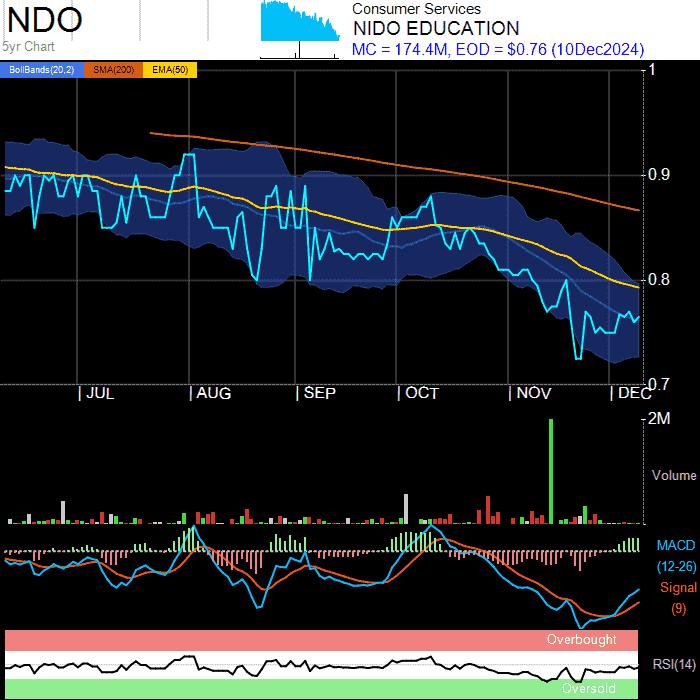 NDO
5yr Chart
Consumer Services
NIDO EDUCATION
MC = 174.4M, EOD = $0.76 (10Dec2024)
BollBands(20,2) SMA(200) EMA(50)
1
0.9
0.8
0.7
JUL AUG SEP OCT NOV DEC
2M
Volume
MACD
(12-26)
Signal
(9)
Overbought
RSI(14)
Oversold